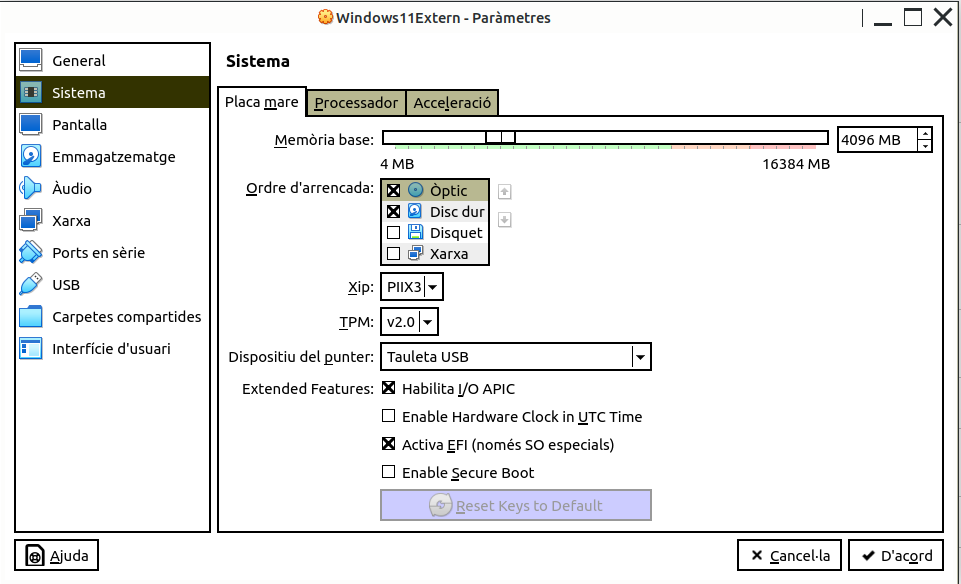 Windows11Extern - Paràmetres
General
Sistema
Pantalla
Emmagatzematge
Àudio
Xarxa
Ports en sèrie
USB
Carpetes compartides
Interfície d'usuari
Sistema
Placa mare Processador Acceleració
Memòria base: 4096 MB
4 MB 16384 MB
Ordre d'arrencada: Òptic
Disc dur
Disquet
Xarxa
Xip: PIIX3
TPM: v2.0
Dispositiu del punter: Tauleta USB
Extended Features: Habilita I/O APIC
Enable Hardware Clock in UTC Time
Activa EFI (només SO especials)
Enable Secure Boot
Reset Keys to Default
Ajuda Cancel·la D'acord